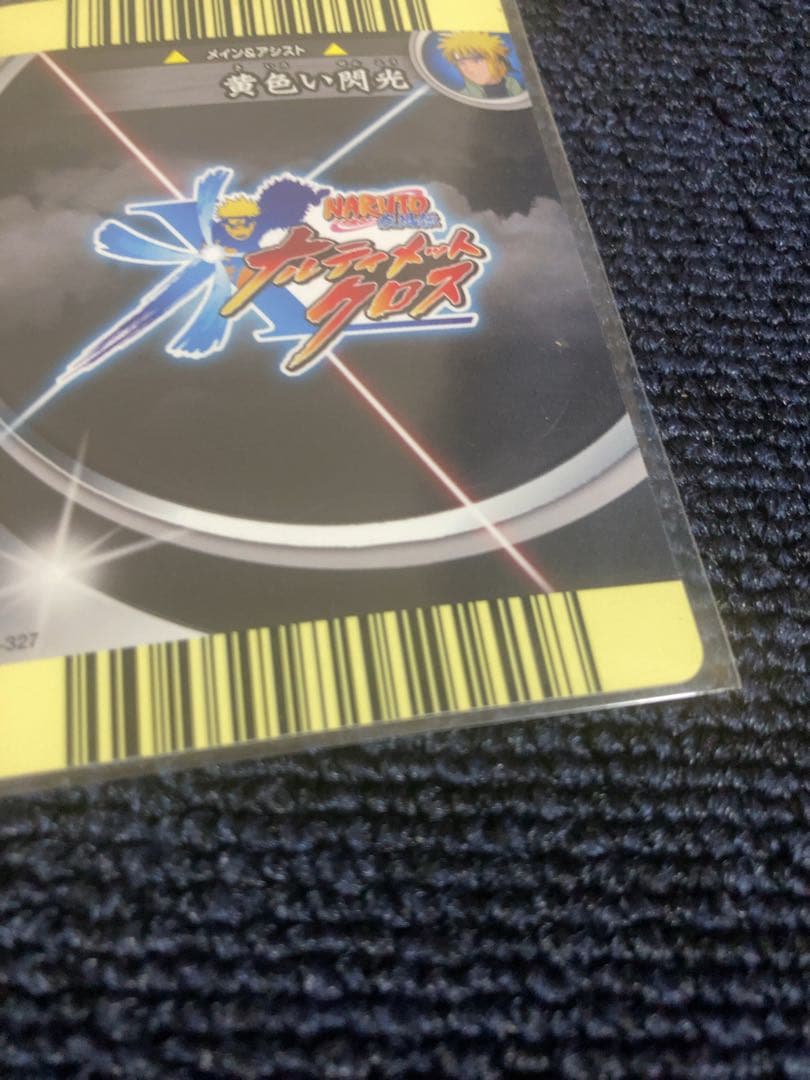 メイン&アシスト
黄色い閃光
NARUTO
ナルティメット
クロス
-327